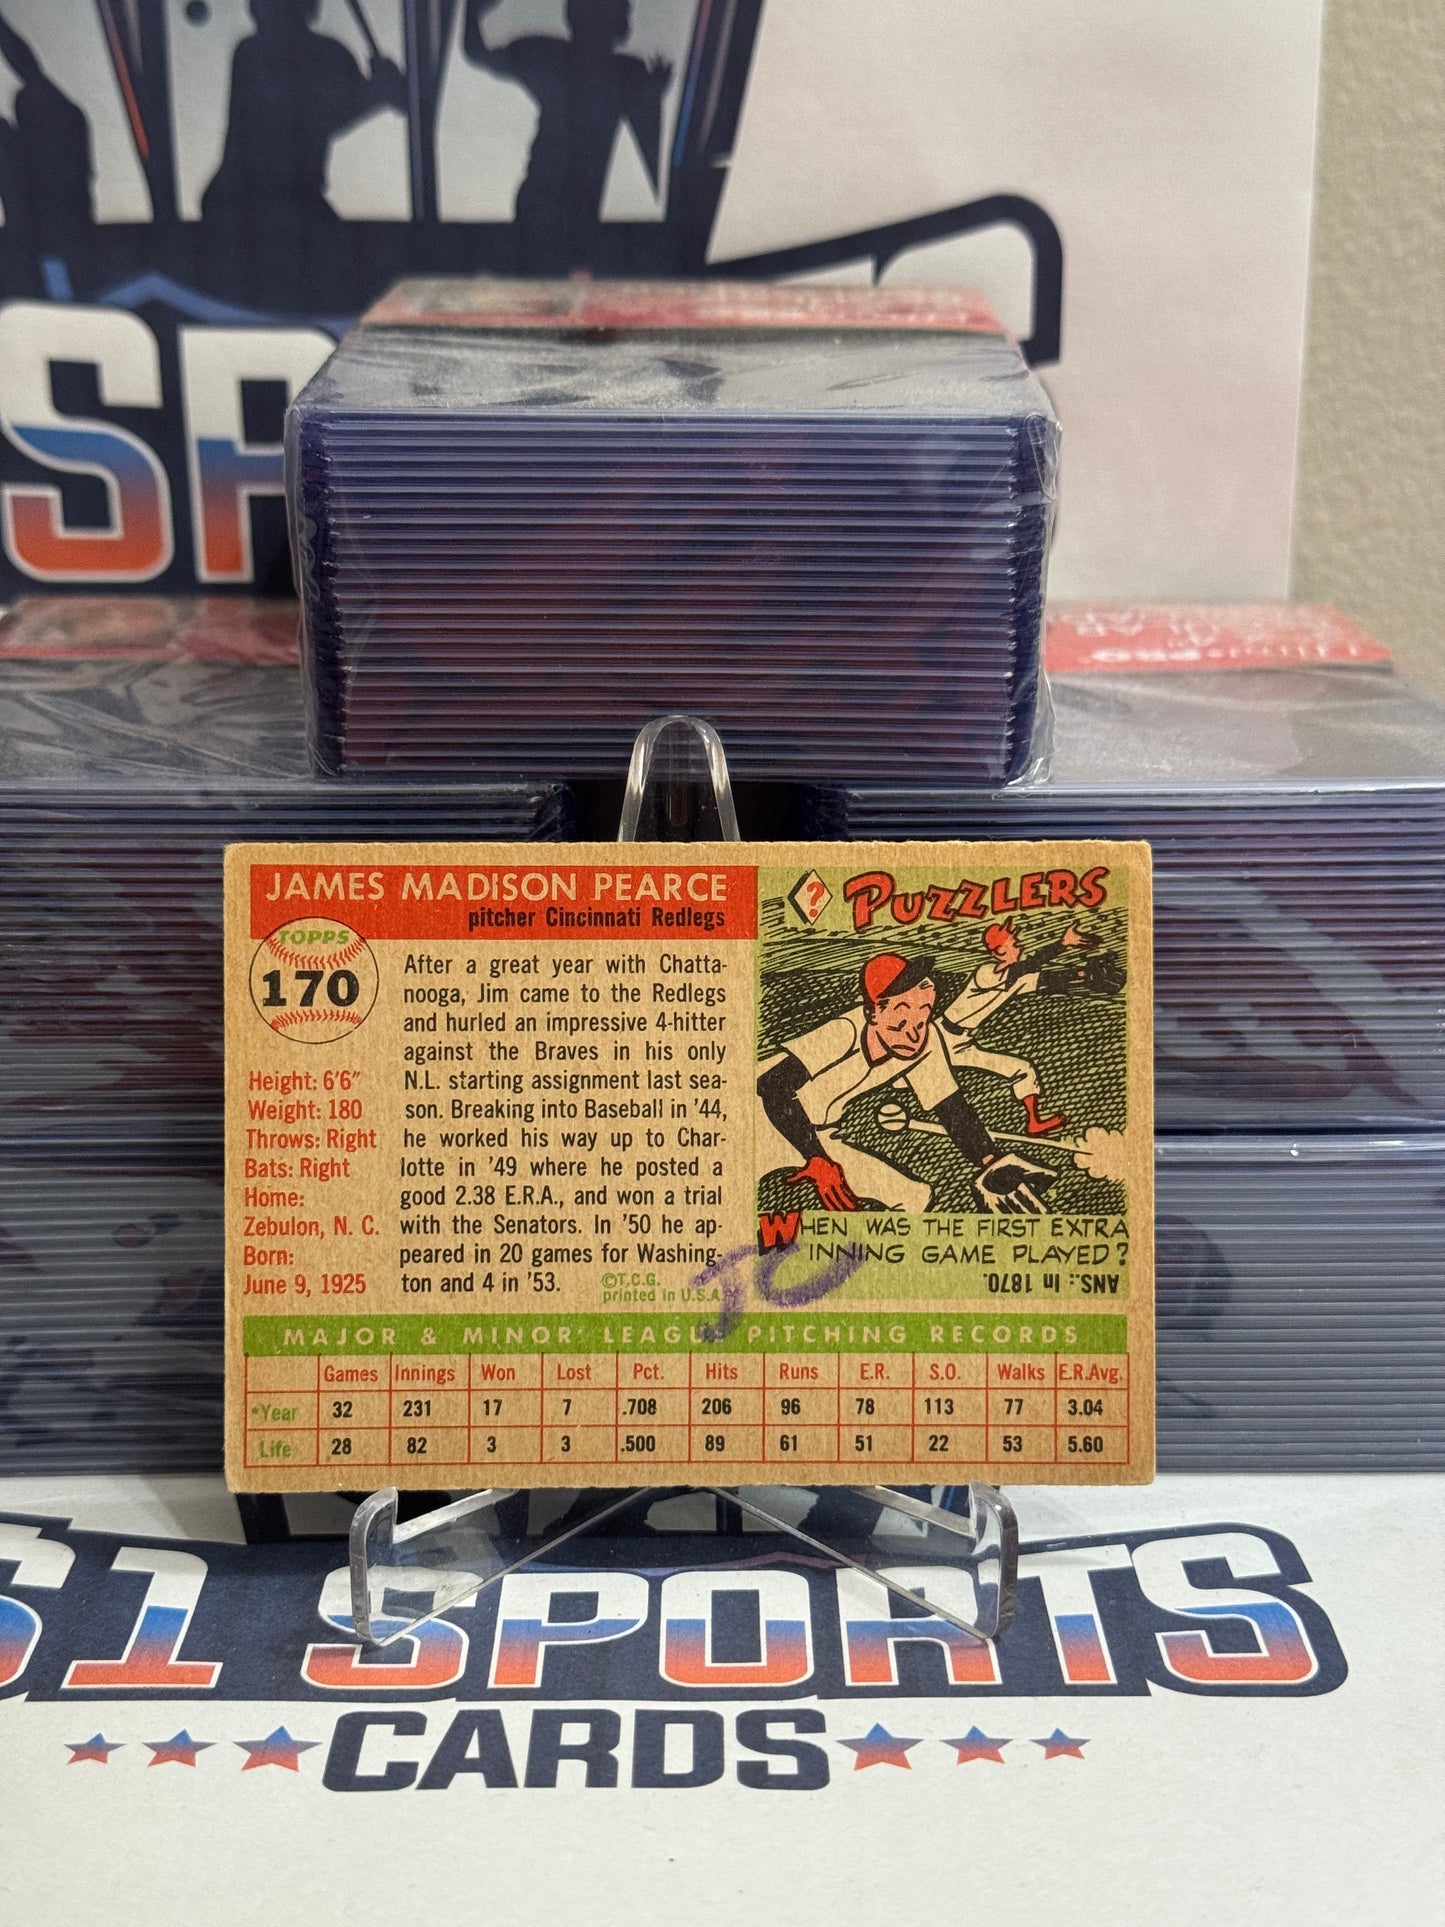 SP
JAMES MADISON PEARCE
pitcher Cincinnati Redlegs
TOPPS
170
Height: 6'6"
Weight: 180
Throws: Right
Bats: Right
Home:
Zebulon, N. C.
Born:
June 9, 1925
After a great year with Chatta-
nooga, Jim came to the Redlegs
and hurled an impressive 4-hitter
against the Braves in his only
N.L. starting assignment last sea-
son. Breaking into Baseball in '44,
he worked his way up to Char-
lotte in '49 where he posted a
good 2.38 E.R.A., and won a trial
with the Senators. In '50 he ap-
peared in 20 games for Washing-
ton and 4 in '53.
©T.C.G.
printed in U.S.A.
? PUZZLERS
WHEN WAS THE FIRST EXTRA
INNING GAME PLAYED?
ANS.: In 1870.
JC
MAJOR & MINOR LEAGUE PITCHING RECORDS
Games Innings Won Lost Pct. Hits Runs E.R. S.O. Walks E.R.Avg.
*Year 32 231 17 7 .708 206 96 78 113 77 3.04
Life 28 82 3 3 .500 89 61 51 22 53 5.60
51 SPORTS
CARDS